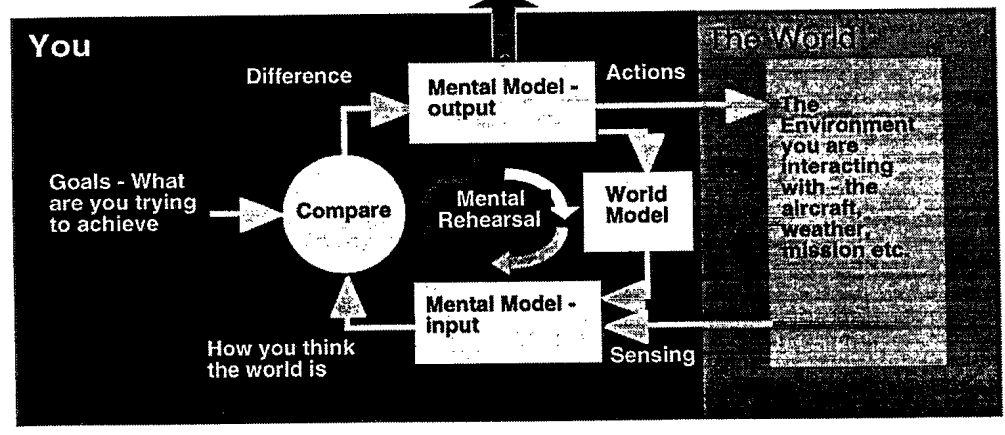 You
The World
Difference
Mental Model -
output
Actions
The
Environment
you are
interacting
with - the
aircraft,
weather,
mission etc.
Goals - What
are you trying
to achieve
Compare
Mental
Rehearsal
World
Model
Mental Model -
input
How you think
the world is
Sensing